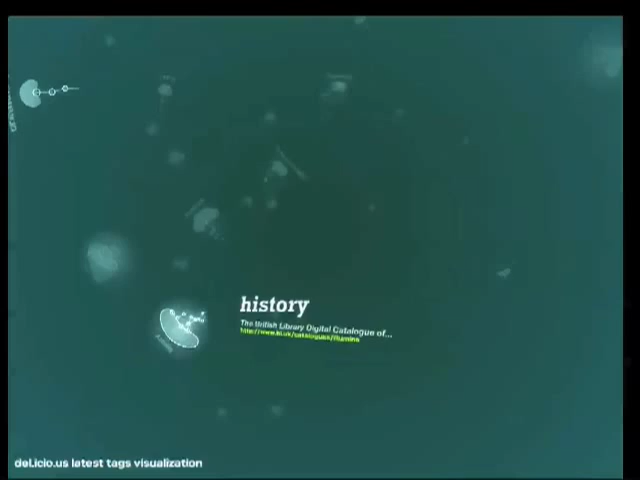 history
The British Library Digital Catalogue of...
del.icio.us latest tags visualization